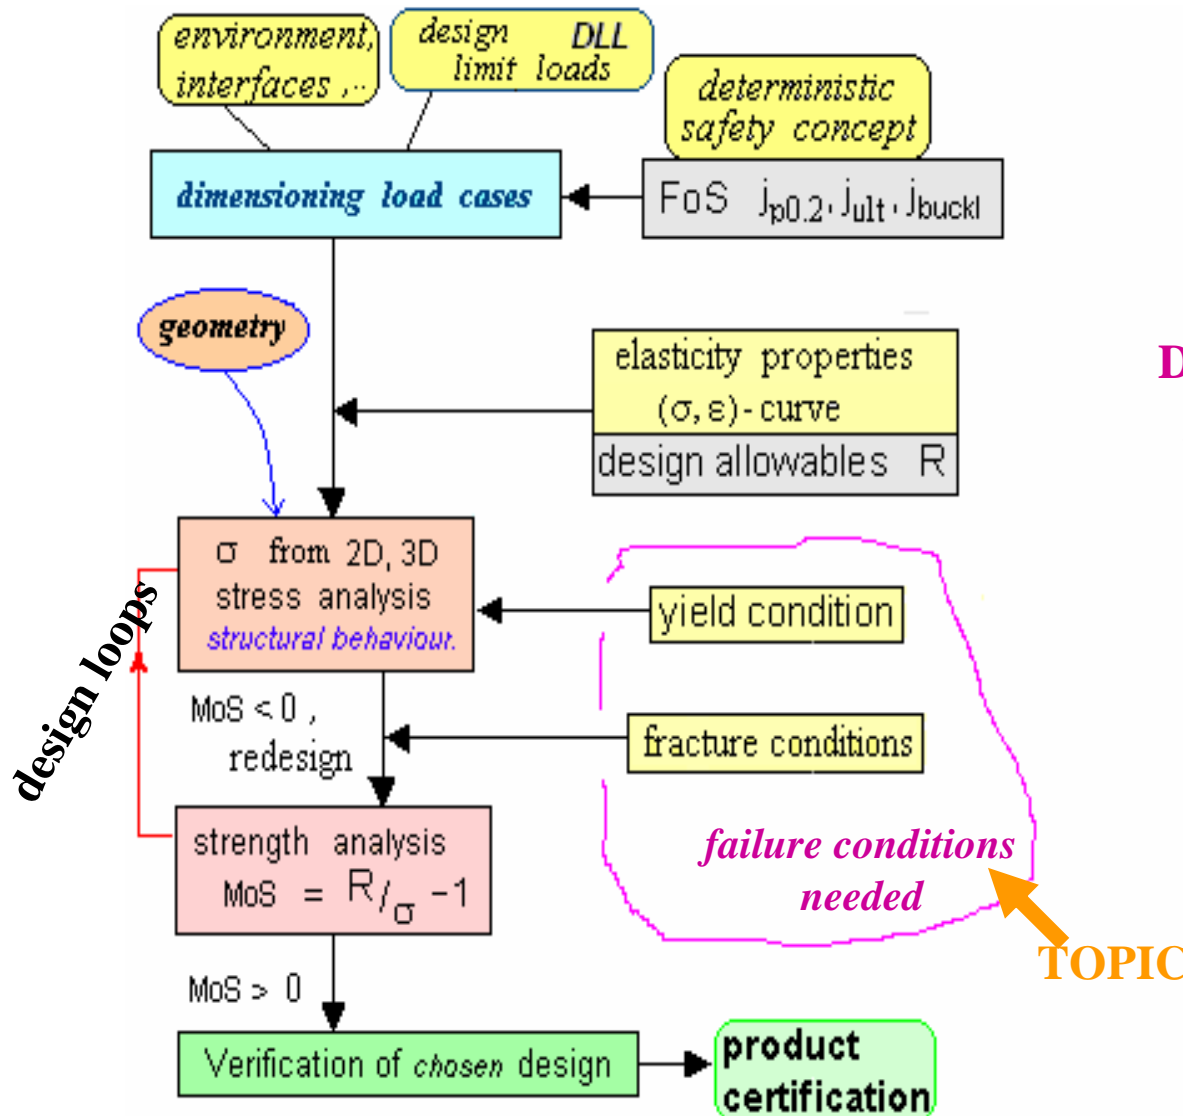 environment,
interfaces ,..
design DLL
limit loads
deterministic
safety concept
dimensioning load cases
FoS jp0.2, jult, jbuckl
geometry
elasticity properties
(σ, ε)-curve
design allowables R
D
σ from 2D, 3D
stress analysis
structural behaviour.
yield condition
design loops
MoS < 0 ,
redesign
fracture conditions
strength analysis
MoS = R/σ -1
failure conditions
needed
TOPIC
MoS > 0
Verification of chosen design
product
certification